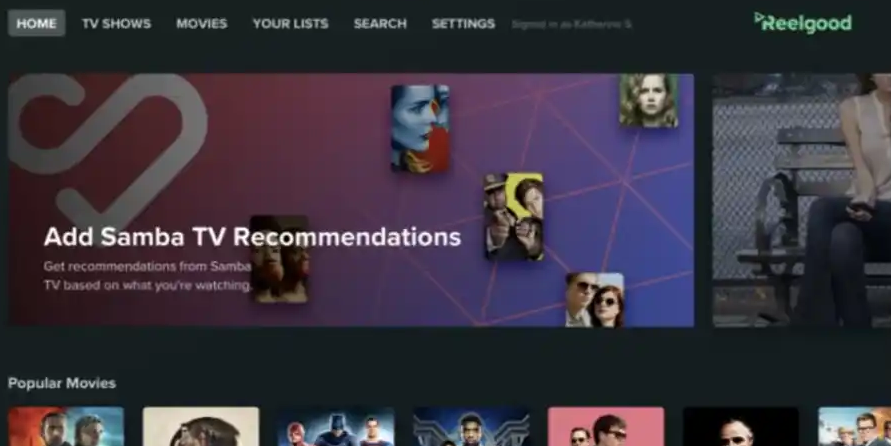 HOME TV SHOWS MOVIES YOUR LISTS SEARCH SETTINGS Signed in as Katherine S. Reelgood
Add Samba TV Recommendations
Get recommendations from Samba
TV based on what you're watching.
Popular Movies